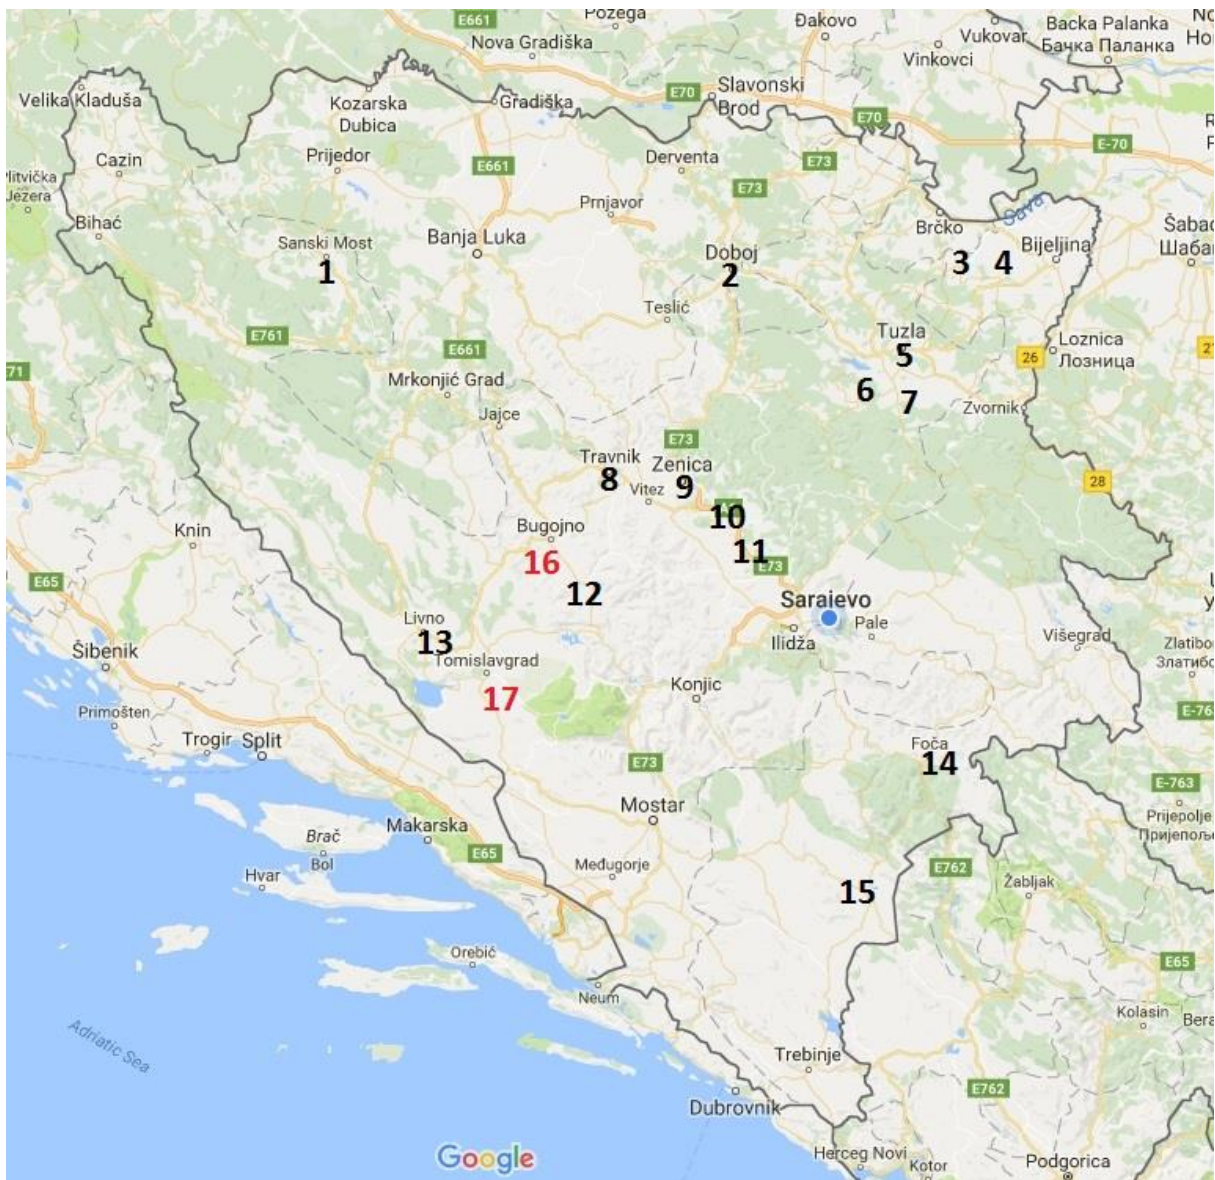 E661
Požega
Đakovo
Vukovar
Backa Palanka
Бачка Паланка
Nova Gradiška
Vinkovci
Velika Kladuša
Kozarska
Dubica
Gradiška
E70
Slavonski
Brod
E70
E-70
Cazin
Prijedor
E661
Derventa
E73
E73
Plitvička
Jezera
Prnjavor
Bihać
Sanski Most
Banja Luka
Doboj
Brčko
Sava
Bijeljina
Šabac
Шабац
1
2
3
4
Teslić
E761
E661
Tuzla
5
26
Loznica
Лозница
71
Mrkonjić Grad
6
7
Zvornik
Jajce
E73
Travnik
8
Zenica
9
Vitez
28
10
Knin
Bugojno
16
11
E73
E65
12
Sarajevo
Livno
13
Ilidža
Pale
Višegrad
Šibenik
Tomislavgrad
17
Konjic
Primošten
Trogir
Split
Foča
14
E73
E-763
Mostar
Prijepolje
Пријепоље
Brač
Bol
Makarska
E65
Hvar
Međugorje
15
E762
Žabljak
Orebić
E65
Neum
Kolasin
Adriatic Sea
Trebinje
E762
Dubrovnik
Google
Herceg Novi
Kotor
Podgorica